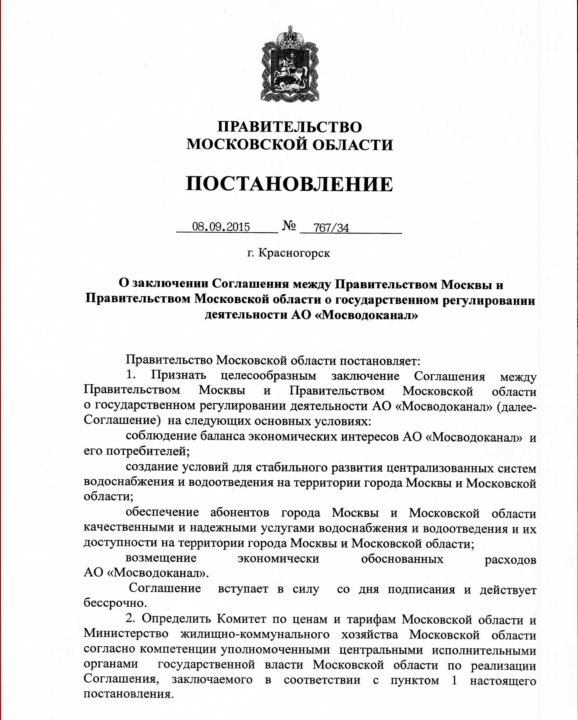 ПРАВИТЕЛЬСТВО
МОСКОВСКОЙ ОБЛАСТИ
ПОСТАНОВЛЕНИЕ
08.09.2015 № 767/34
г. Красногорск
О заключении Соглашения между Правительством Москвы и
Правительством Московской области о государственном регулировании
деятельности АО «Мосводоканал»
Правительство Московской области постановляет:
1. Признать целесообразным заключение Соглашения между
Правительством Москвы и Правительством Московской области
о государственном регулировании деятельности АО «Мосводоканал» (далее-
Соглашение) на следующих основных условиях:
соблюдение баланса экономических интересов АО «Мосводоканал» и
его потребителей;
создание условий для стабильного развития централизованных систем
водоснабжения и водоотведения на территории города Москвы и Московской
области;
обеспечение абонентов города Москвы и Московской области
качественными и надежными услугами водоснабжения и водоотведения и их
доступности на территории города Москвы и Московской области;
возмещение экономически обоснованных расходов
АО «Мосводоканал».
Соглашение вступает в силу со дня подписания и действует
бессрочно.
2. Определить Комитет по ценам и тарифам Московской области и
Министерство жилищно-коммунального хозяйства Московской области
согласно компетенции уполномоченными центральными исполнительными
органами государственной власти Московской области по реализации
Соглашения, заключаемого в соответствии с пунктом 1 настоящего
постановления.